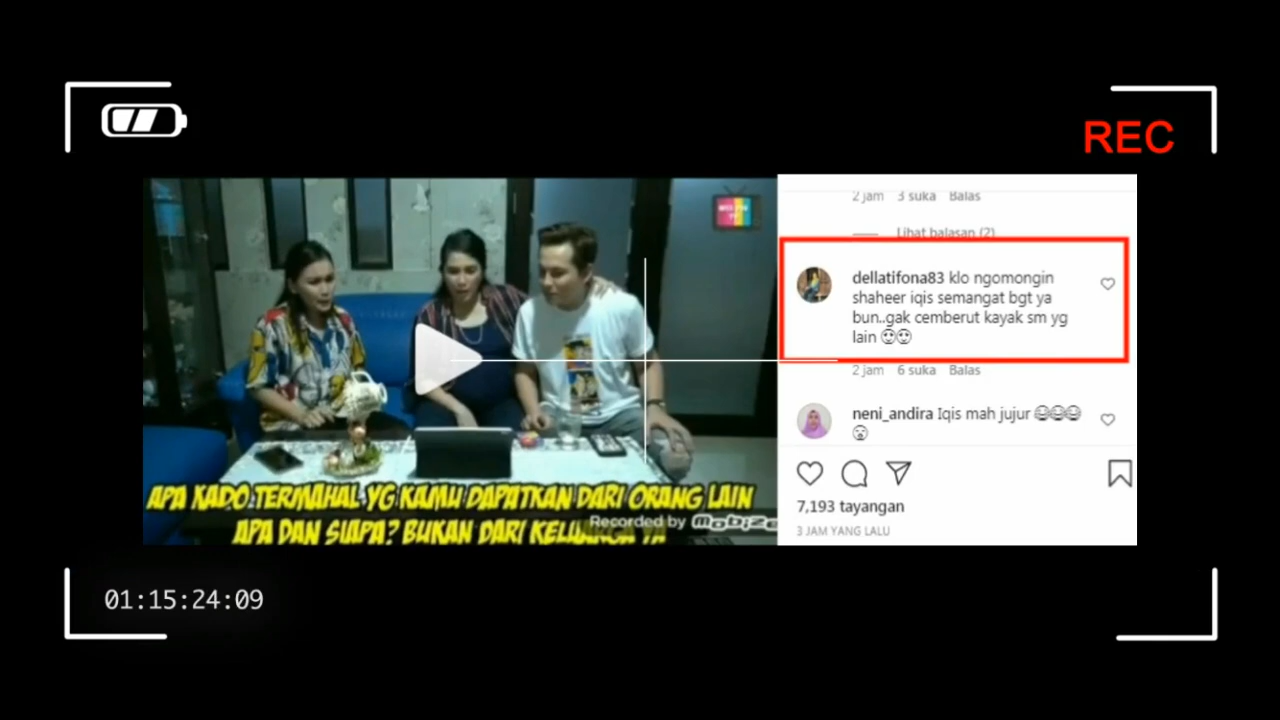 REC
2 jam 3 suka Balas
Lihat balasan (2)
dellatifona83 klo ngomongin
shaheer iqis semangat bgt ya
bun..gak cemberut kayak sm yg
lain 🙂🙂
2 jam 6 suka Balas
neni_andira Iqis mah jujur 😂😂😂
😮
7,193 tayangan
3 JAM YANG LALU
APA KADO TERMAHAL YG KAMU DAPATKAN DARI ORANG LAIN
APA DAN SIAPA? BUKAN DARI KELUARGA YA
Recorded by
01:15:24:09